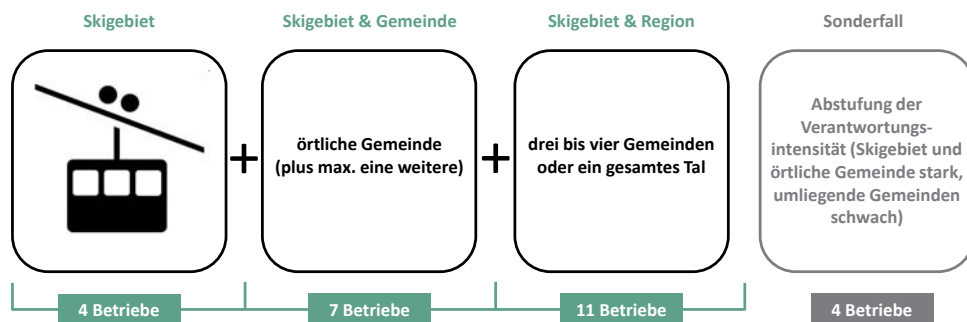 Skigebiet
Skigebiet & Gemeinde
Skigebiet & Region
Sonderfall
örtliche Gemeinde
(plus max. eine weitere)
drei bis vier Gemeinden
oder ein gesamtes Tal
Abstufung der
Verantwortungs-
intensität (Skigebiet und
örtliche Gemeinde stark,
umliegende Gemeinden
schwach)
+
+
4 Betriebe
7 Betriebe
11 Betriebe
4 Betriebe